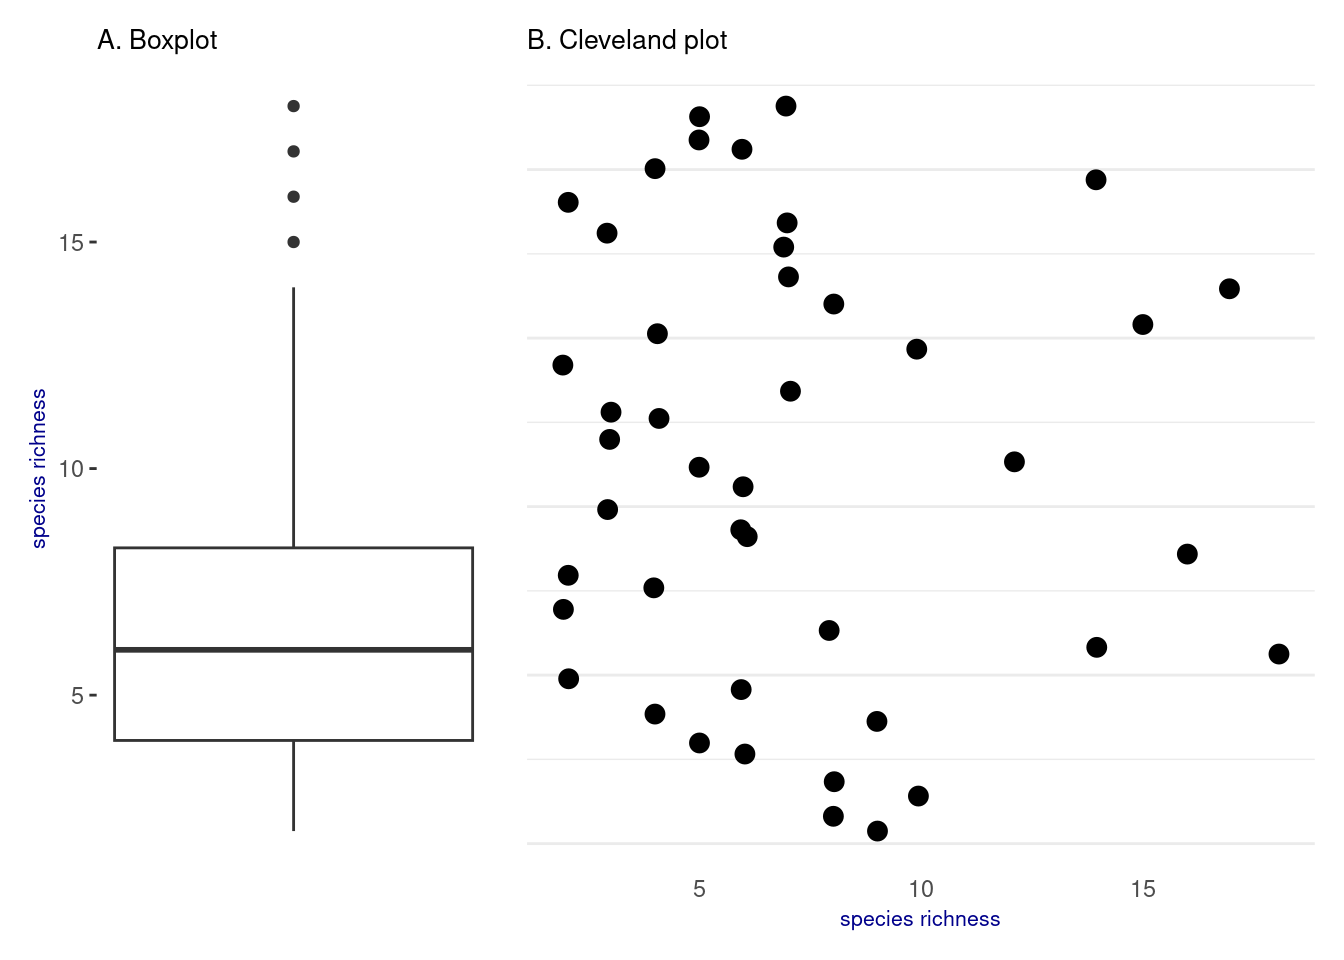 A. Boxplot
15
10
5
species richness
B. Cleveland plot
5 10 15
species richness